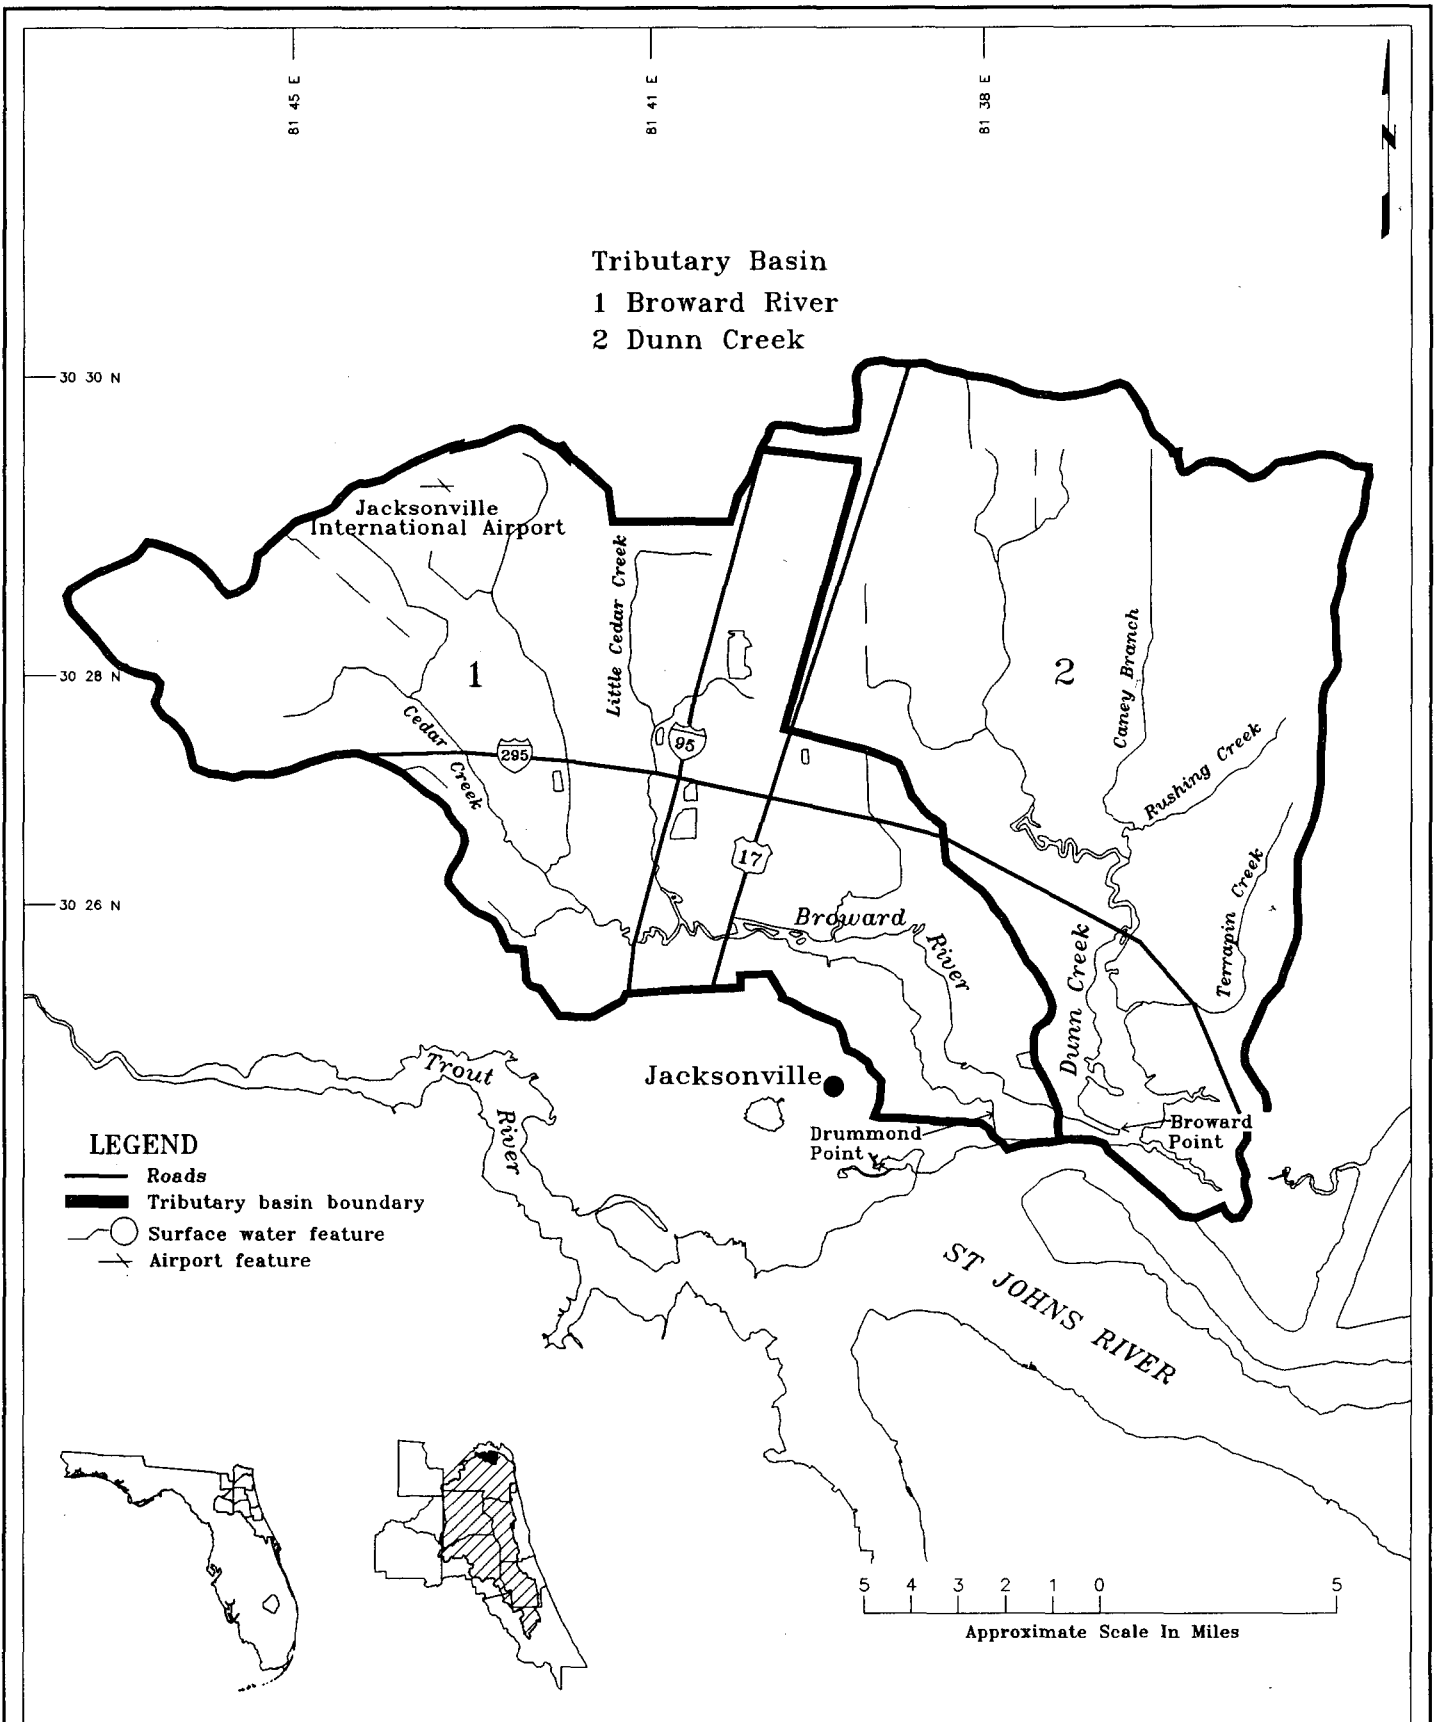 81 45 E
81 41 E
81 38 E
N
Tributary Basin
1 Broward River
2 Dunn Creek
30 30 N
Jacksonville
International Airport
Little Cedar Creek
30 28 N
1
2
Caney Branch
Cedar
Creek
295
95
Rushing Creek
17
Terrapin Creek
30 26 N
Broward
River
Dunn Creek
Trout
River
Jacksonville
Drummond
Point
Broward
Point
LEGEND
Roads
Tributary basin boundary
Surface water feature
Airport feature
ST JOHNS RIVER
5 4 3 2 1 0 5
Approximate Scale In Miles